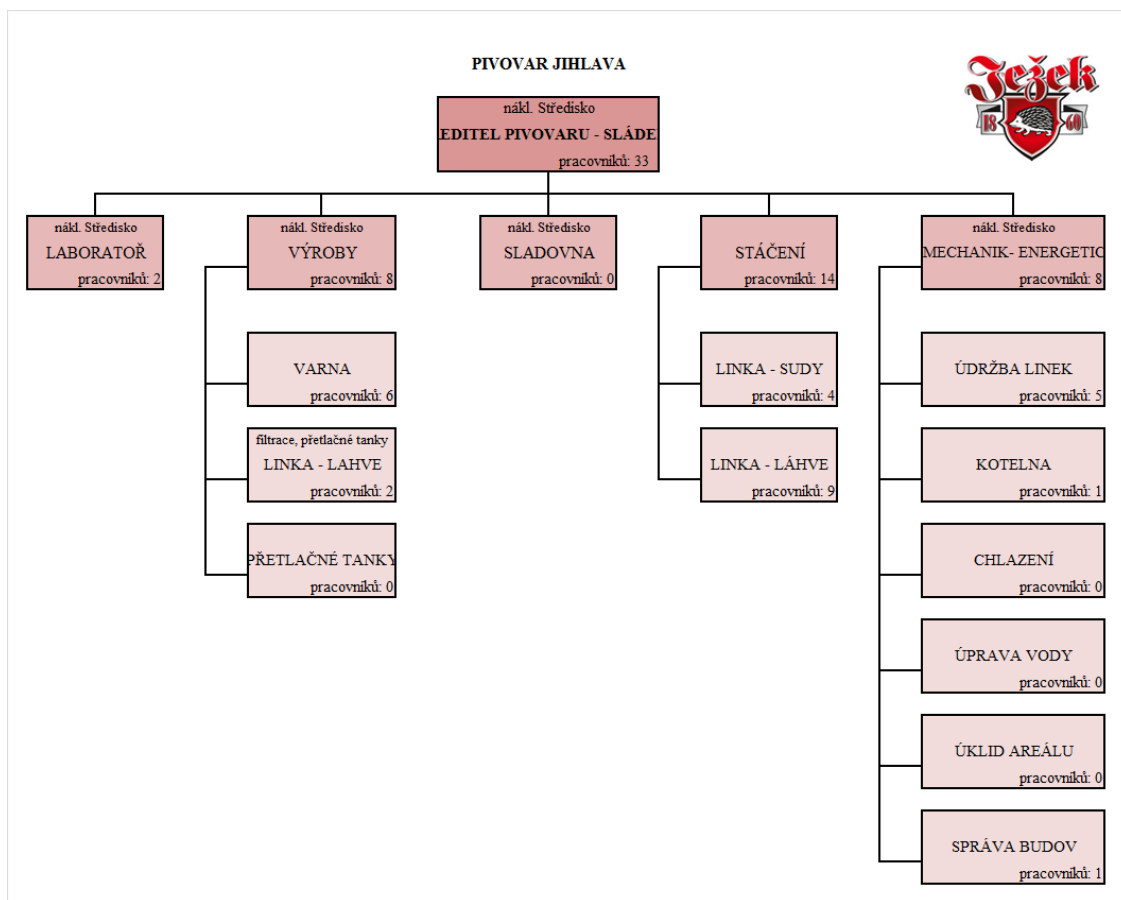 PIVOVAR JIHLAVA
Ježek
18 60
nákl. Středisko
EDITEL PIVOVARU - SLÁDE
pracovníků: 33
nákl. Středisko
LABORATOŘ
pracovníků: 2
nákl. Středisko
VÝROBY
pracovníků: 8
nákl. Středisko
SLADOVNA
pracovníků: 0
STÁČENÍ
pracovníků: 14
nákl. Středisko
MECHANIK- ENERGETIC
pracovníků: 8
VARNA
pracovníků: 6
filtrace, přetlačné tanky
LINKA - LAHVE
pracovníků: 2
PŘETLAČNÉ TANKY
pracovníků: 0
LINKA - SUDY
pracovníků: 4
LINKA - LÁHVE
pracovníků: 9
ÚDRŽBA LINEK
pracovníků: 5
KOTELNA
pracovníků: 1
CHLAZENÍ
pracovníků: 0
ÚPRAVA VODY
pracovníků: 0
ÚKLID AREÁLU
pracovníků: 0
SPRÁVA BUDOV
pracovníků: 1